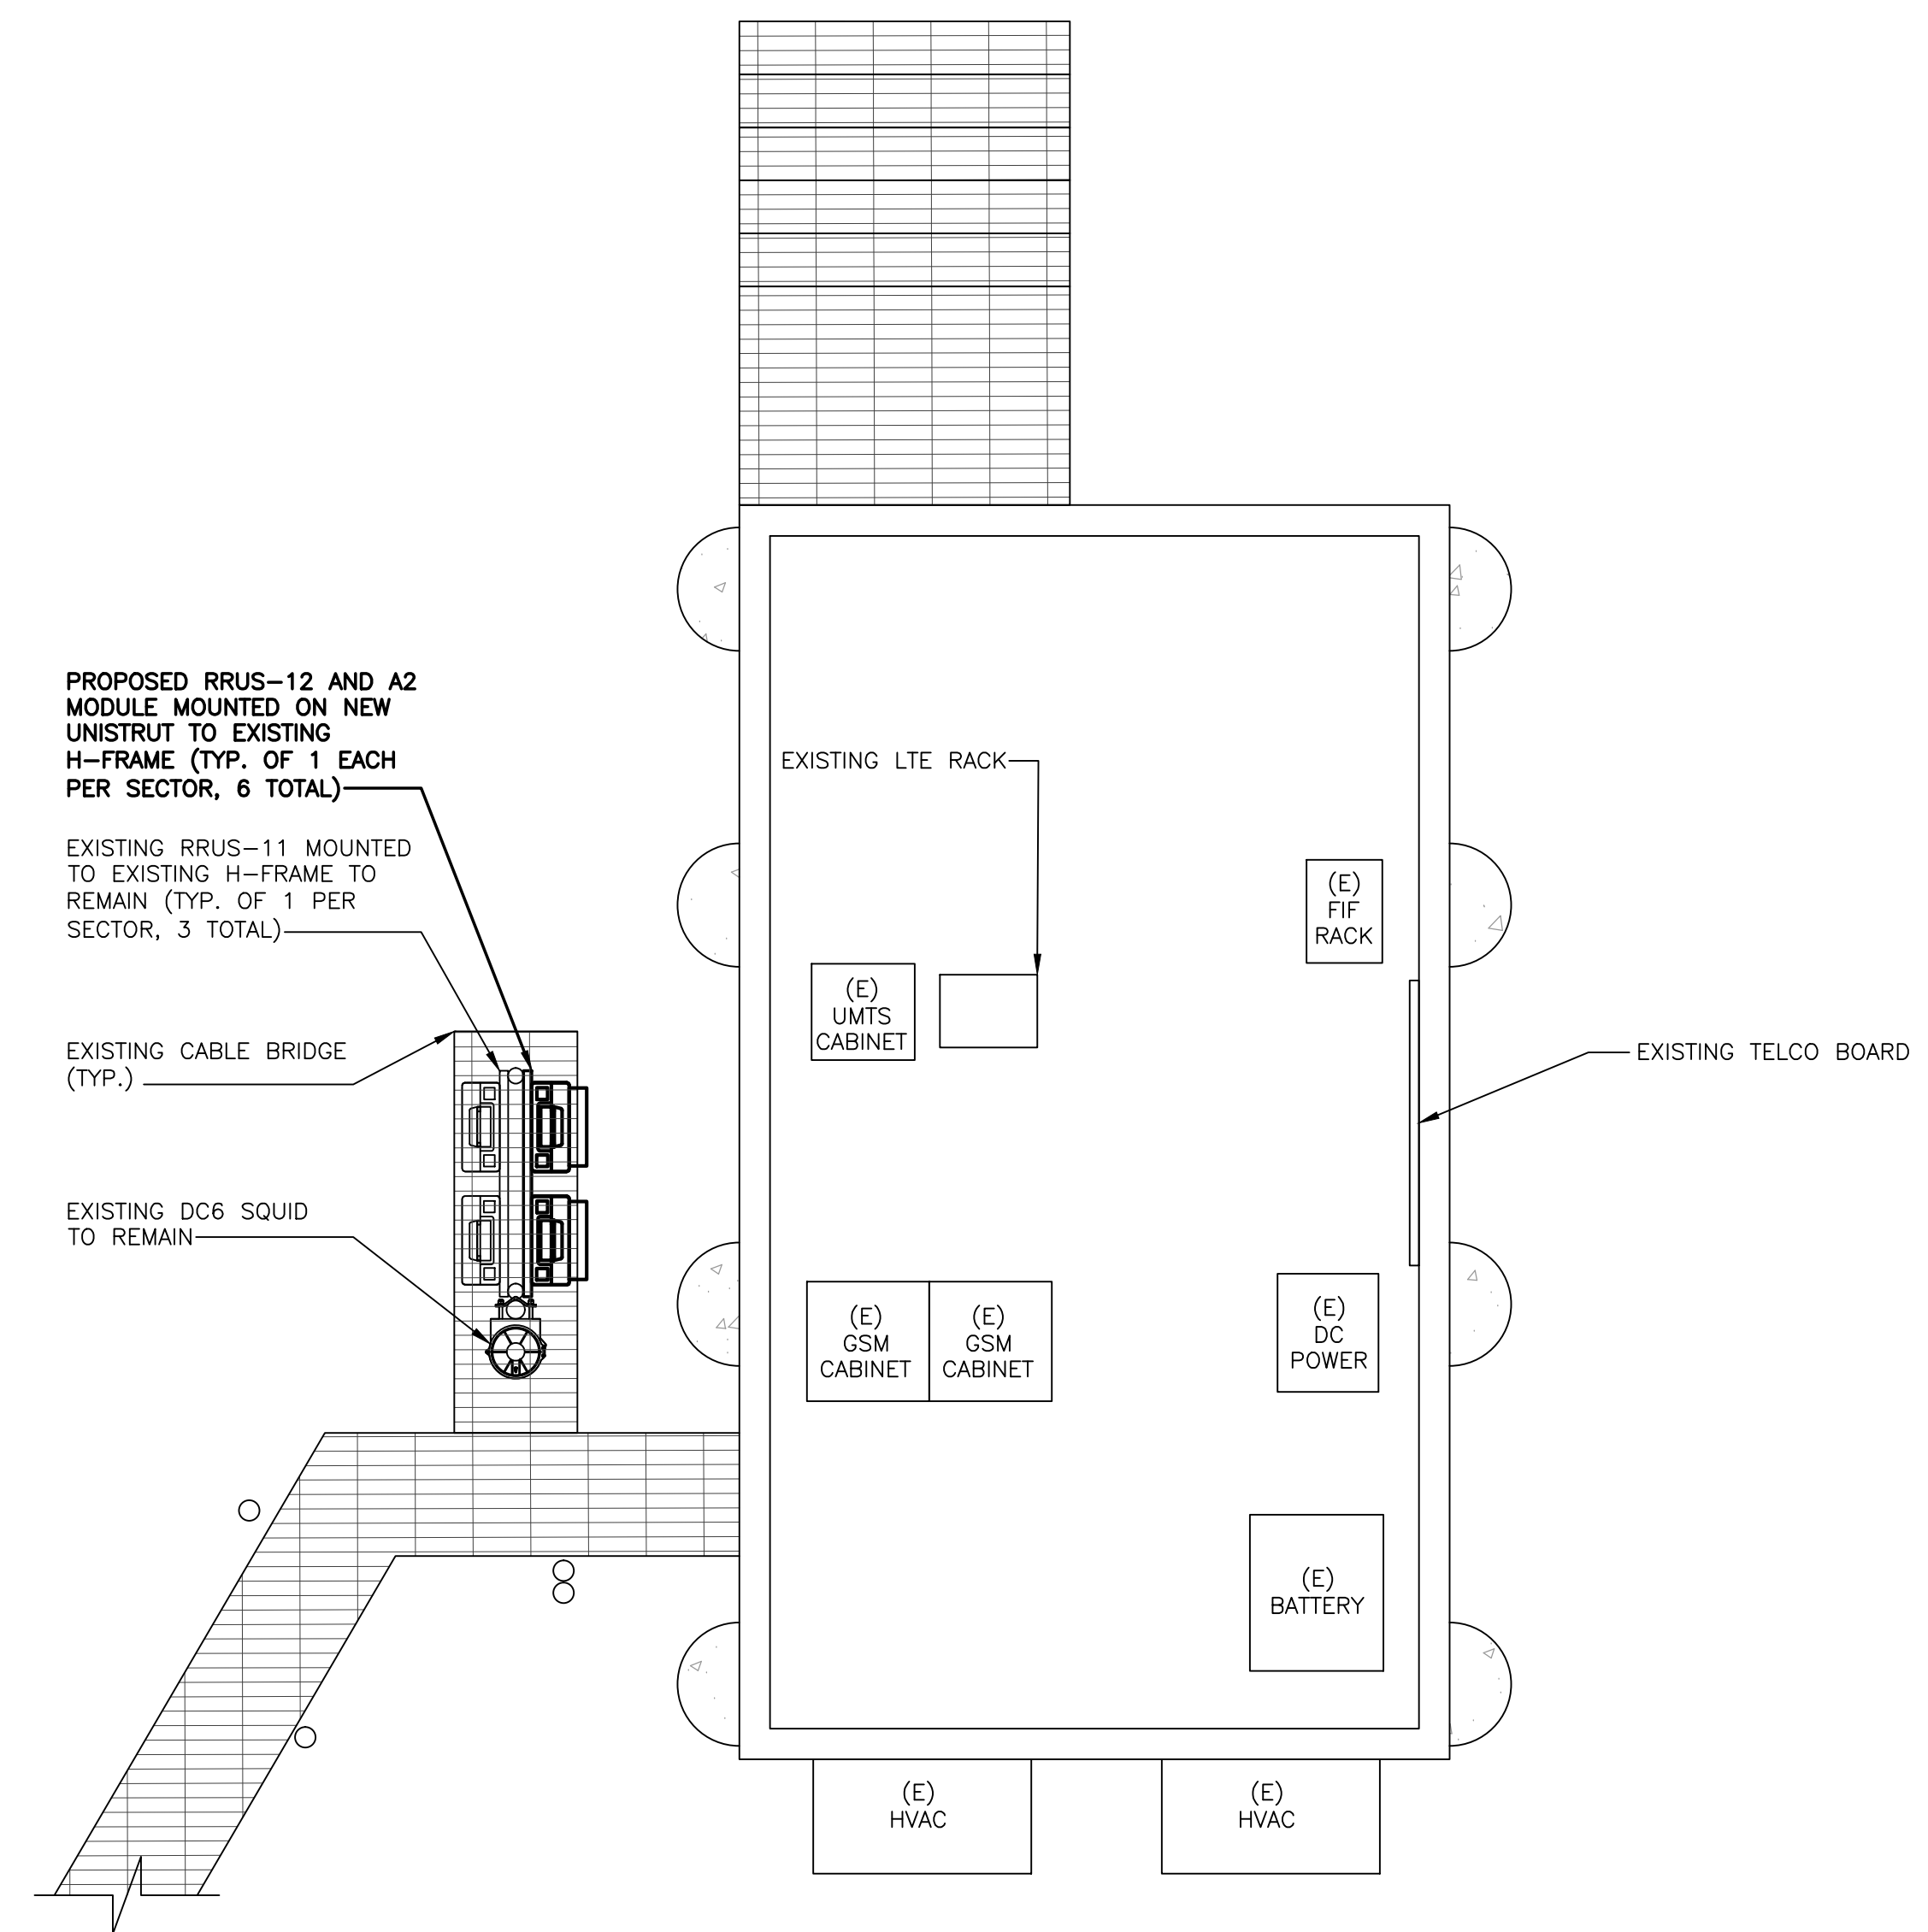 PROPOSED RRUS-12 AND A2
MODULE MOUNTED ON NEW
UNISTRUT TO EXISTING
H-FRAME (TYP. OF 1 EACH
PER SECTOR, 6 TOTAL)
EXISTING RRUS-11 MOUNTED
TO EXISTING H-FRAME TO
REMAIN (TYP. OF 1 PER
SECTOR, 3 TOTAL)
EXISTING CABLE BRIDGE
(TYP.)
EXISTING DC6 SQUID
TO REMAIN
EXISTING LTE RACK
(E)
FIF
RACK
(E)
UMTS
CABINET
EXISTING TELCO BOARD
(E)
GSM
CABINET
(E)
GSM
CABINET
(E)
DC
POWER
(E)
BATTERY
(E)
HVAC
(E)
HVAC